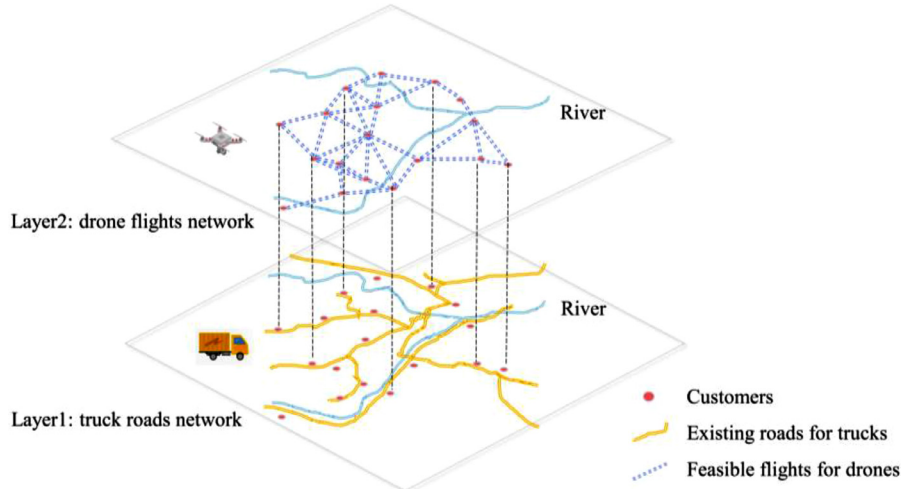 River
Layer2: drone flights network
River
Layer1: truck roads network
Customers
Existing roads for trucks
Feasible flights for drones